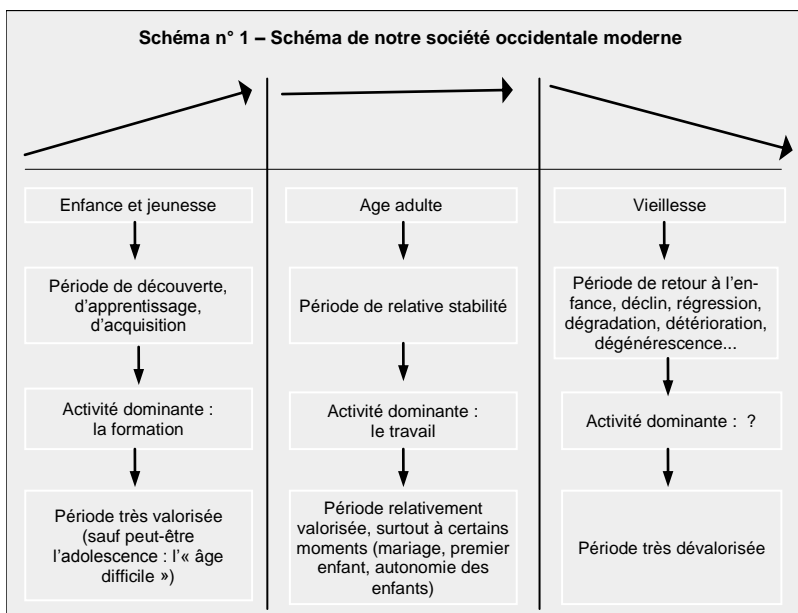 Schéma n° 1 – Schéma de notre société occidentale moderne
Enfance et jeunesse
Période de découverte,
d'apprentissage,
d'acquisition
Activité dominante :
la formation
Période très valorisée
(sauf peut-être
l'adolescence : l'« âge
difficile »)
Age adulte
Période de relative stabilité
Activité dominante :
le travail
Période relativement
valorisée, surtout à certains
moments (mariage, premier
enfant, autonomie des
enfants)
Vieillesse
Période de retour à l'en-
fance, déclin, régression,
dégradation, détérioration,
dégénérescence...
Activité dominante : ?
Période très dévalorisée